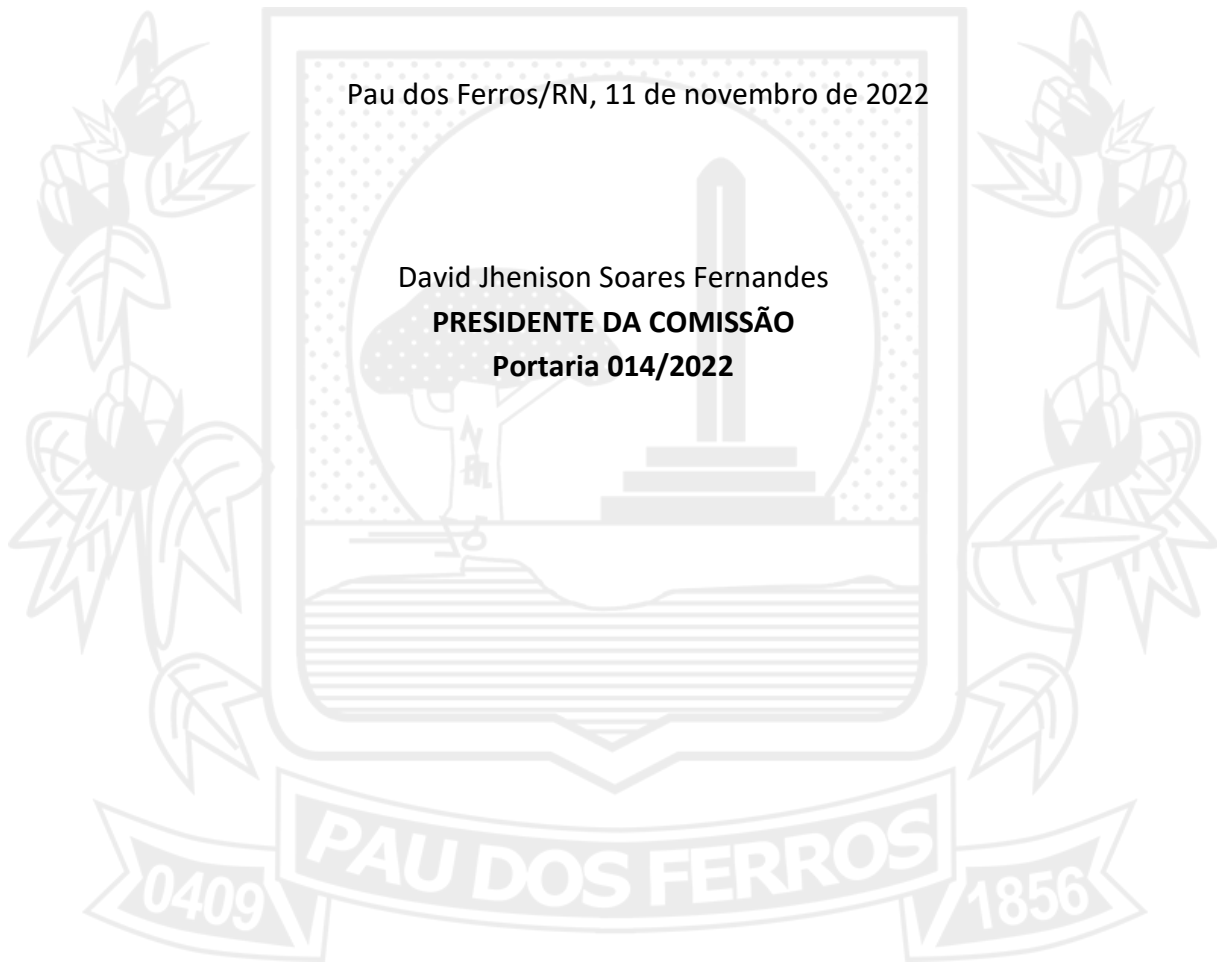 Pau dos Ferros/RN, 11 de novembro de 2022
David Jhenison Soares Fernandes
PRESIDENTE DA COMISSÃO
Portaria 014/2022
PAU DOS FERROS
0409
1856